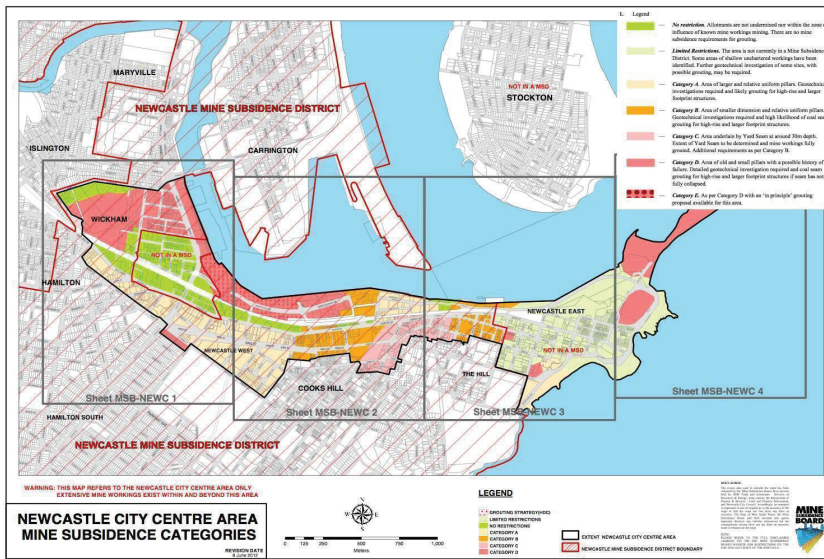 1. Legend
No restriction. Allotments are not undermined nor within the zone
influence of known mine workings mining. There are no mine
subsidence requirements for grouting.
Limited Restrictions. The area is not currently in a Mine Subsidence
District. Some areas of shallow unchartered workings have been
identified. Further geotechnical investigation of some sites, with
possible grouting, may be required.
Category A. Area of larger and relative uniform pillars. Geotechnical
investigations required and likely grouting for high-rise and larger
footprint structures.
Category B. Area of smaller dimension and relative uniform pillars.
Geotechnical investigations required and high likelihood of coal seam
grouting for high-rise and larger footprint structures.
Category C. Area underlain by Yard Seam at around 30m depth.
Extent of Yard Seam to be determined and mine workings fully
grouted. Additional requirements as per Category B.
Category D. Area of old and small pillars with a possible history of
failure. Detailed geotechnical investigation required and coal seam
grouting for high-rise and larger footprint structures if seam has not
fully collapsed.
Category E. As per Category D with an 'in principle' grouting
proposal available for this area.
MARYVILLE
NOT IN A MSD
STOCKTON
NEWCASTLE MINE SUBSIDENCE DISTRICT
ISLINGTON
CARRINGTON
WICKHAM
NOT IN A MSD
HAMILTON
NEWCASTLE EAST
NEWCASTLE WEST
NOT IN A MSD
THE HILL
COOKS HILL
Sheet MSB-NEWC 1
Sheet MSB-NEWC 2
Sheet MSB-NEWC 3
Sheet MSB-NEWC 4
HAMILTON SOUTH
NEWCASTLE MINE SUBSIDENCE DISTRICT
WARNING: THIS MAP REFERS TO THE NEWCASTLE CITY CENTRE AREA ONLY
EXTENSIVE MINE WORKINGS EXIST WITHIN AND BEYOND THIS AREA
NEWCASTLE CITY CENTRE AREA
MINE SUBSIDENCE CATEGORIES
REVISION DATE
6 June 2012
N
0 125 250 500 750 1,000
Meters
LEGEND
GROUTING STRATEGY(HDC)
LIMITED RESTRICTIONS
NO RESTRICTIONS
CATEGORY A
CATEGORY B
CATEGORY C
CATEGORY D
EXTENT NEWCASTLE CITY CENTRE AREA
NEWCASTLE MINE SUBSIDENCE DISTRICT BOUNDARY
DISCLAIMER:
MINE
SUBSIDENCE
BOARD